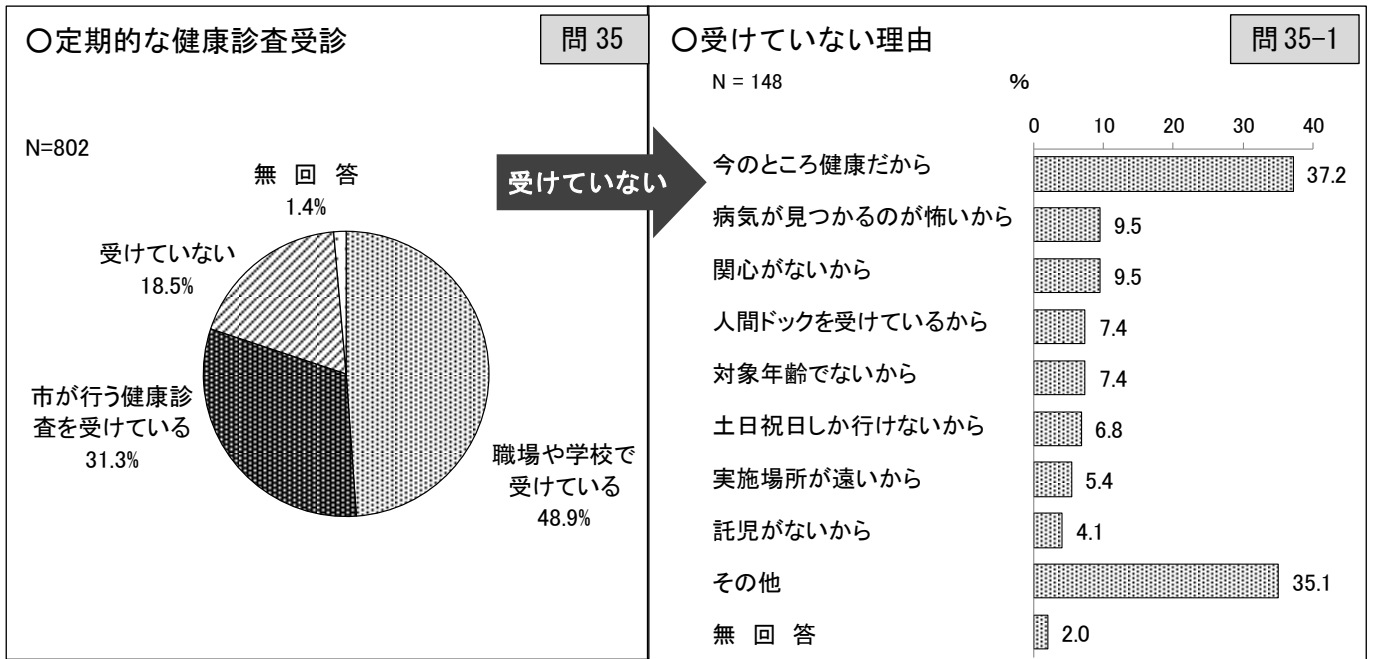 〇定期的な健康診査受診
問 35
N=802
無 回 答
1.4%
受けていない
18.5%
市が行う健康診
査を受けている
31.3%
職場や学校で
受けている
48.9%
受けていない
〇受けていない理由
問 35-1
N = 148
%
0 10 20 30 40
今のところ健康だから 37.2
病気が見つかるのが怖いから 9.5
関心がないから 9.5
人間ドックを受けているから 7.4
対象年齢でないから 7.4
土日祝日しか行けないから 6.8
実施場所が遠いから 5.4
託児がないから 4.1
その他 35.1
無 回 答 2.0